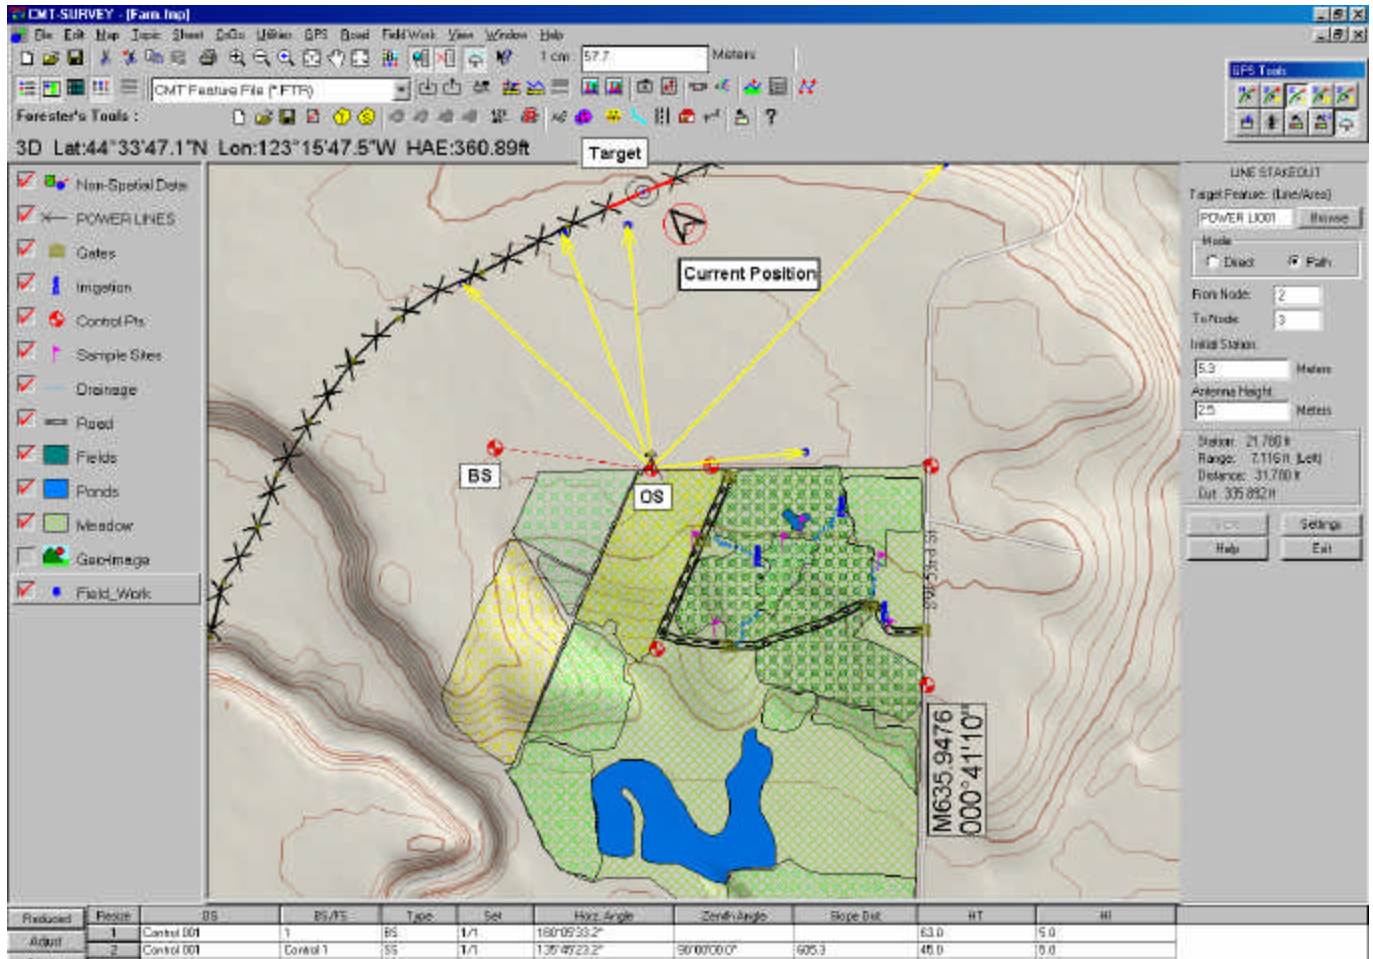 CMT-SURVEY - [Farm.fmp]
File Edit Map Topic Sheet CoGo Utilities GPS Road Field Work View Window Help
1 cm 57.7 Meters
GPS Tools
CMT Feature File (*.FTR)
Forester's Tools :
3D Lat:44°33'47.1"N Lon:123°15'47.5"W HAE:360.89ft
Target
Current Position
BS
OS
M635.9476
000°41'10"
Non-Spatial Data
POWER LINES
Gates
Irrigation
Control-Pts
Sample Sites
Drainage
Road
Fields
Ponds
Meadow
Geo-Image
Field_Work
LINE STAKEOUT
Target Feature: (Line/Area)
POWER LI001 Browse
Mode
Direct Path
From Node: 2
To Node: 3
Initial Station:
5.3 Meters
Antenna Height:
2.5 Meters
Station: 21.780 ft
Range: 7.116 ft (Left)
Distance: 31.780 ft
Cut: 335.892 ft
Settings
Help Exit
Reduced Resize OS BS/FS Type Set Horz. Angle Zenith Angle Slope Dist. HT HI
Adjust 1 Control 001 1 BS 1/1 180°05'33.2" 63.0 5.0
2 Control 001 Control 1 SS 1/1 135°45'23.2" 90°00'00.0" 605.3 45.0 5.0